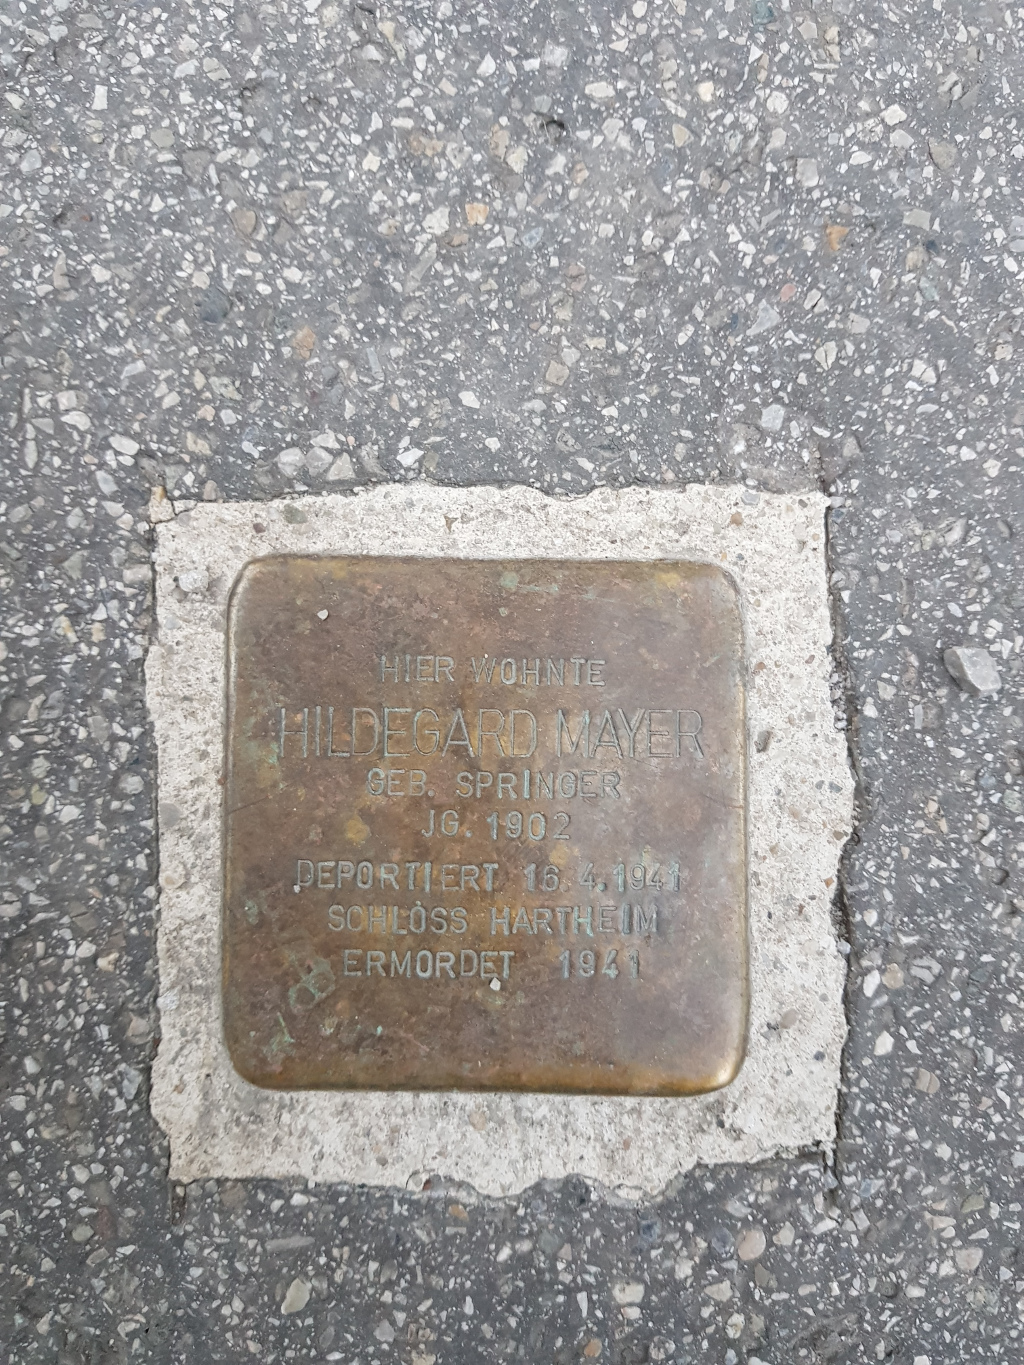 HIER WOHNTE
HILDEGARD MAYER
GEB. SPRINGER
JG. 1902
DEPORTIERT 16.4.1941
SCHLOSS HARTHEIM
ERMORDET 1941